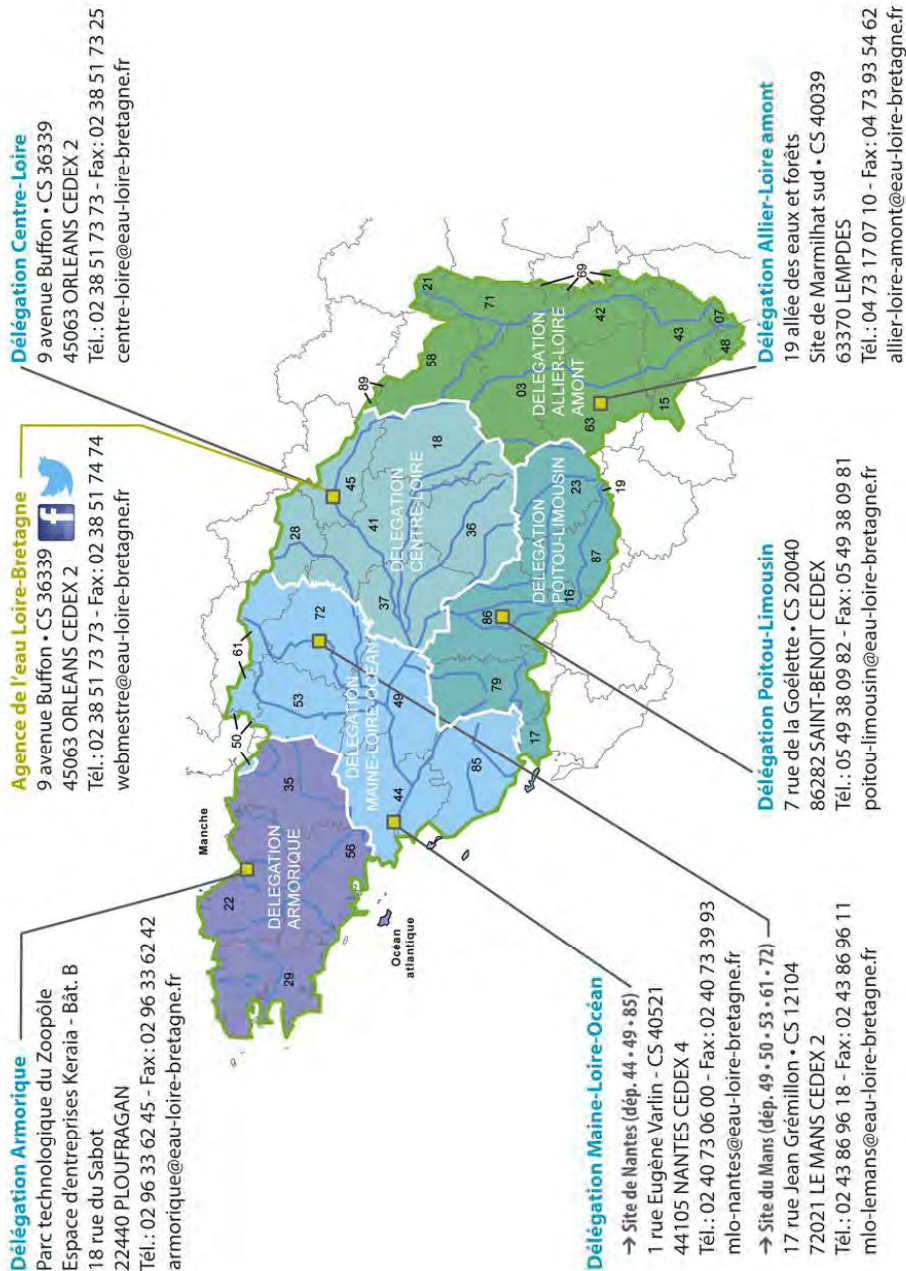 Délégation Armorique
Parc technologique du Zoopôle
Espace d'entreprises Keraia - Bât. B
18 rue du Sabot
22440 PLOUFRAGAN
Tél.: 02 96 33 62 45 - Fax: 02 96 33 62 42
armorique@eau-loire-bretagne.fr
Agence de l'eau Loire-Bretagne
9 avenue Buffon • CS 36339
45063 ORLEANS CEDEX 2
Tél.: 02 38 51 73 73 - Fax: 02 38 51 74 74
webmestre@eau-loire-bretagne.fr
f
Délégation Centre-Loire
9 avenue Buffon • CS 36339
45063 ORLEANS CEDEX 2
Tél.: 02 38 51 73 73 - Fax: 02 38 51 73 25
centre-loire@eau-loire-bretagne.fr
Manche
Océan
atlantique
DELEGATION
ARMORIQUE
22
29
35
56
DELEGATION
MAINE-LOIRE-OCEAN
50
61
53
72
49
44
85
DELEGATION
CENTRE-LOIRE
28
45
41
37
18
36
DELEGATION
POITOU-LIMOUSIN
86
79
17
16
87
23
19
DELEGATION
ALLIER-LOIRE
AMONT
89
58
21
71
03
69
42
63
43
15
07
48
Délégation Maine-Loire-Océan
→ Site de Nantes (dép. 44 • 49 • 85)
1 rue Eugène Varlin - CS 40521
44105 NANTES CEDEX 4
Tél.: 02 40 73 06 00 - Fax: 02 40 73 39 93
mlo-nantes@eau-loire-bretagne.fr
→ Site du Mans (dép. 49 • 50 • 53 • 61 • 72)
17 rue Jean Grémillon • CS 12104
72021 LE MANS CEDEX 2
Tél.: 02 43 86 96 18 - Fax: 02 43 86 96 11
mlo-lemans@eau-loire-bretagne.fr
Délégation Poitou-Limousin
7 rue de la Goélette • CS 20040
86282 SAINT-BENOIT CEDEX
Tél.: 05 49 38 09 82 - Fax: 05 49 38 09 81
poitou-limousin@eau-loire-bretagne.fr
Délégation Allier-Loire amont
19 allée des eaux et forêts
Site de Marmilhat sud • CS 40039
63370 LEMPDES
Tél.: 04 73 17 07 10 - Fax: 04 73 93 54 62
allier-loire-amont@eau-loire-bretagne.fr